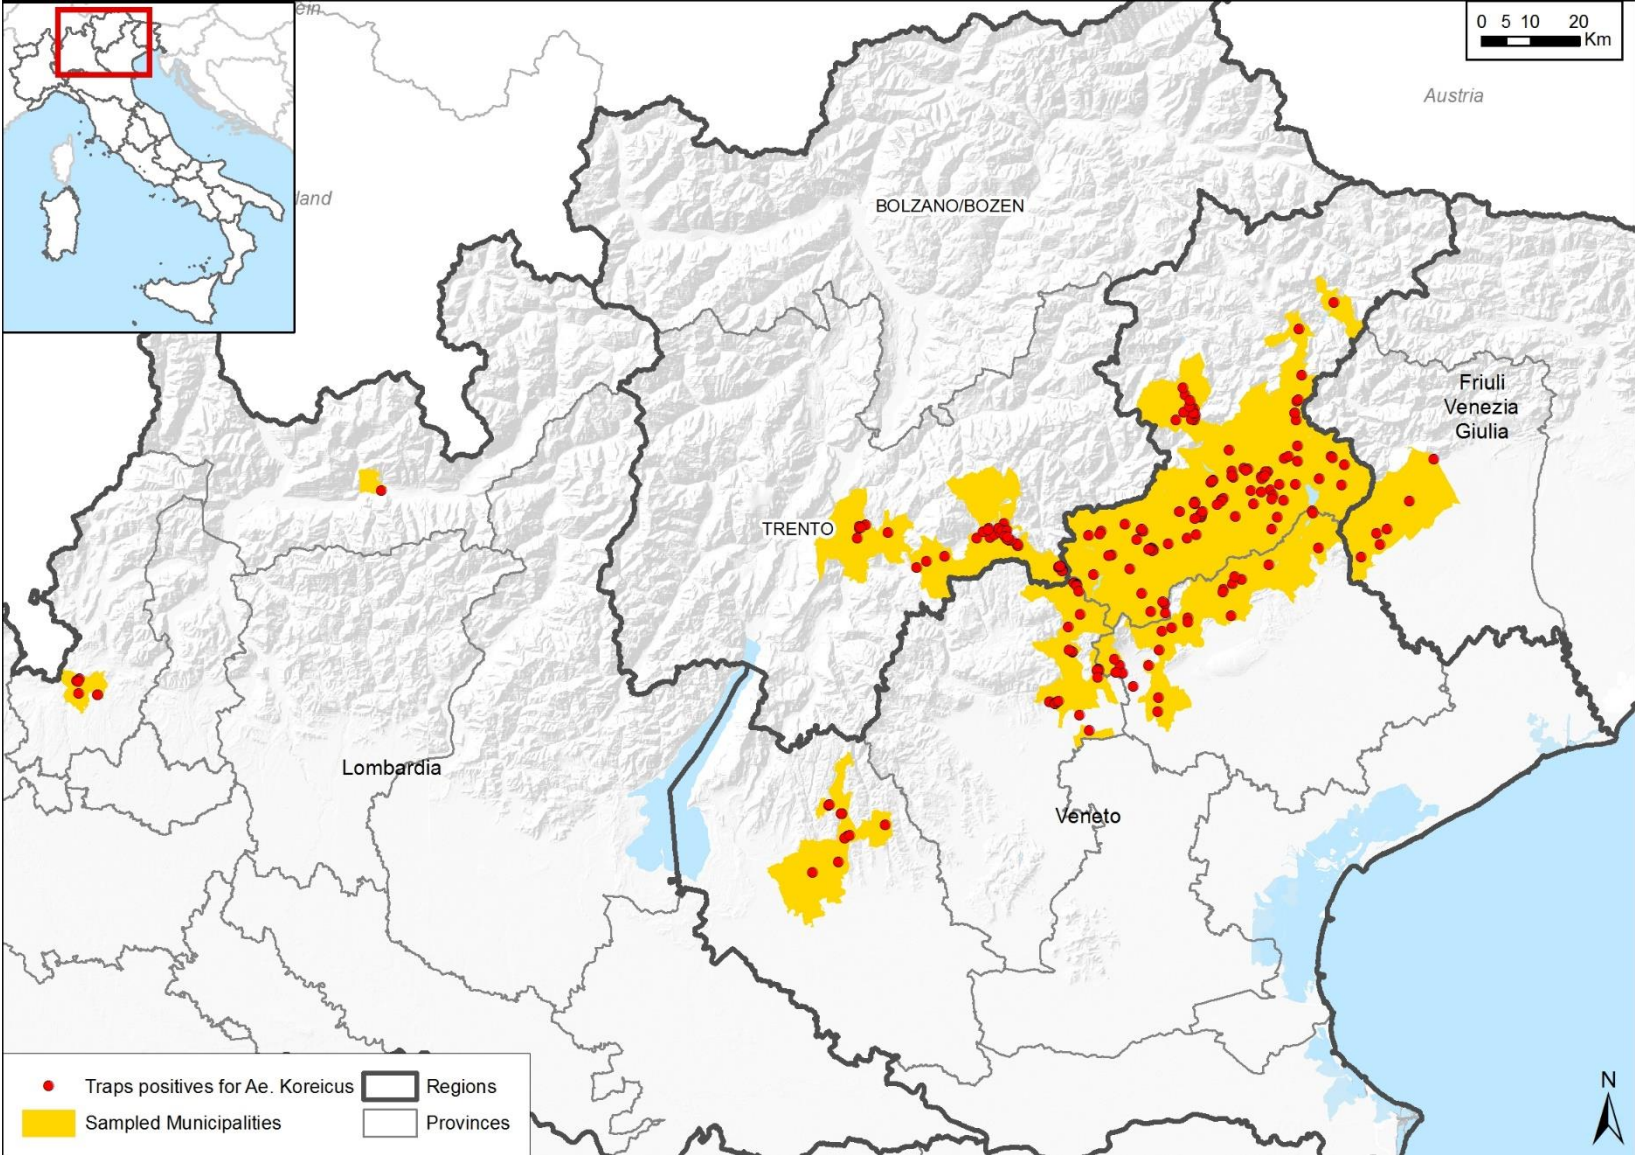 ein
0 5 10 20
Km
Austria
land
BOLZANO/BOZEN
Friuli
Venezia
Giulia
TRENTO
Lombardia
Veneto
Traps positives for Ae. Koreicus
Regions
Sampled Municipalities
Provinces
N